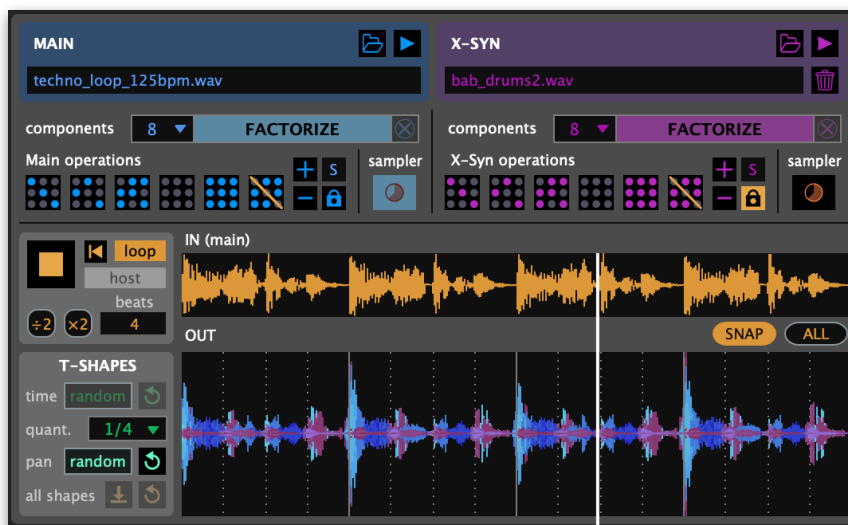 MAIN
techno_loop_125bpm.wav
components 8 FACTORIZE
Main operations
S
sampler
X-SYN
bab_drums2.wav
components 8 FACTORIZE
X-Syn operations
S
sampler
loop
host
beats
÷2 ×2 4
IN (main)
OUT
SNAP ALL
T-SHAPES
time random
quant. 1/4
pan random
all shapes